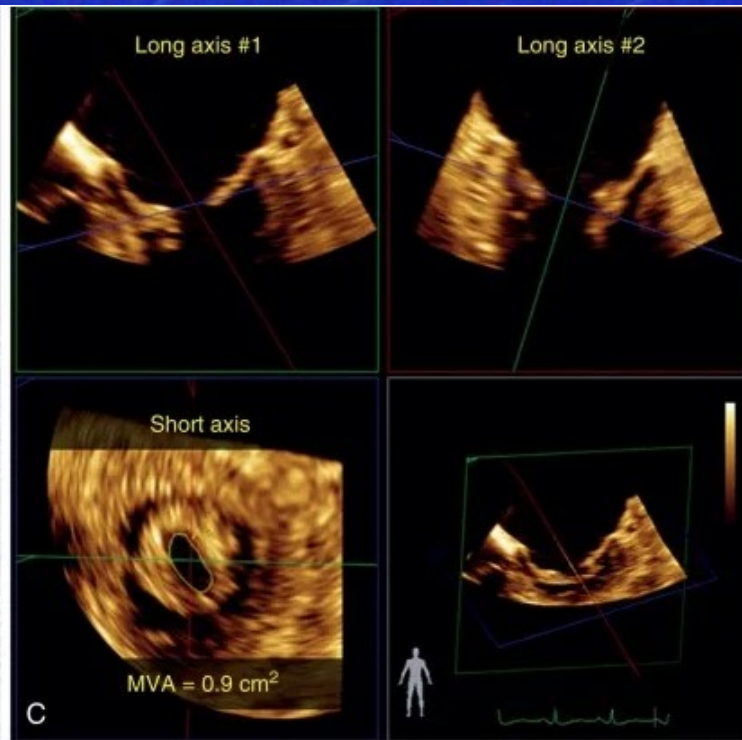 Long axis #1
Long axis #2
Short axis
MVA = 0.9 cm²
C